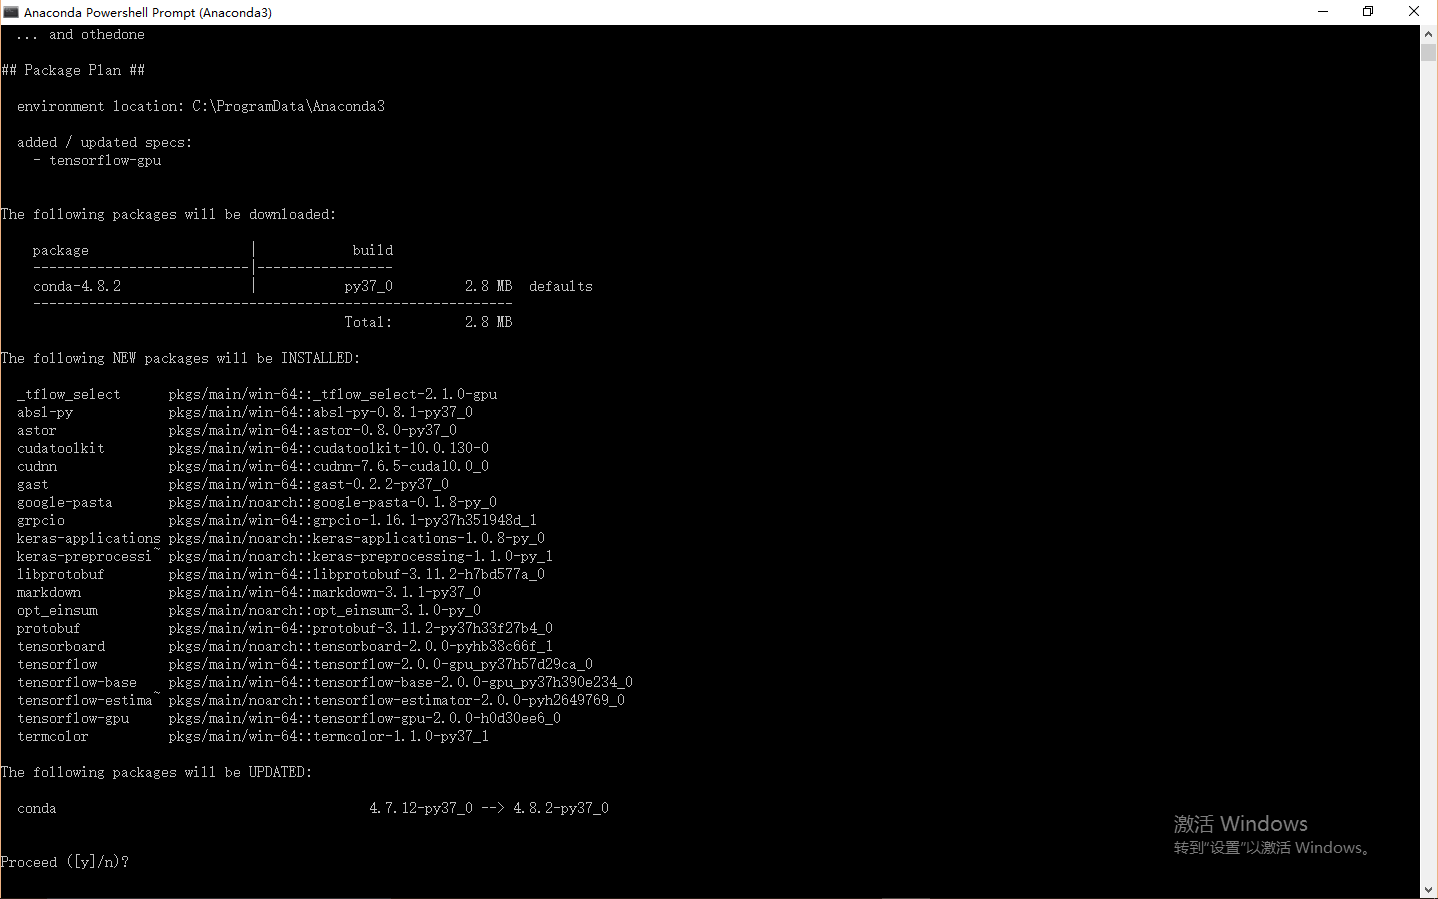 Anaconda Powershell Prompt (Anaconda3)
... and othedone
## Package Plan ##
environment location: C:\ProgramData\Anaconda3
added / updated specs:
- tensorflow-gpu
The following packages will be downloaded:
package | build
---------------------------|-----------------
conda-4.8.2 | py37_0 2.8 MB defaults
------------------------------------------------------------
Total: 2.8 MB
The following NEW packages will be INSTALLED:
_tflow_select pkgs/main/win-64::_tflow_select-2.1.0-gpu
absl-py pkgs/main/win-64::absl-py-0.8.1-py37_0
astor pkgs/main/win-64::astor-0.8.0-py37_0
cudatoolkit pkgs/main/win-64::cudatoolkit-10.0.130-0
cudnn pkgs/main/win-64::cudnn-7.6.5-cuda10.0_0
gast pkgs/main/win-64::gast-0.2.2-py37_0
google-pasta pkgs/main/noarch::google-pasta-0.1.8-py_0
grpcio pkgs/main/win-64::grpcio-1.16.1-py37h351948d_1
keras-applications pkgs/main/noarch::keras-applications-1.0.8-py_0
keras-preprocessi~ pkgs/main/noarch::keras-preprocessing-1.1.0-py_1
libprotobuf pkgs/main/win-64::libprotobuf-3.11.2-h7bd577a_0
markdown pkgs/main/win-64::markdown-3.1.1-py37_0
opt_einsum pkgs/main/noarch::opt_einsum-3.1.0-py_0
protobuf pkgs/main/win-64::protobuf-3.11.2-py37h33f27b4_0
tensorboard pkgs/main/noarch::tensorboard-2.0.0-pyhb38c66f_1
tensorflow pkgs/main/win-64::tensorflow-2.0.0-gpu_py37h57d29ca_0
tensorflow-base pkgs/main/win-64::tensorflow-base-2.0.0-gpu_py37h390e234_0
tensorflow-estima~ pkgs/main/noarch::tensorflow-estimator-2.0.0-pyh2649769_0
tensorflow-gpu pkgs/main/win-64::tensorflow-gpu-2.0.0-h0d30ee6_0
termcolor pkgs/main/win-64::termcolor-1.1.0-py37_1
The following packages will be UPDATED:
conda 4.7.12-py37_0 --> 4.8.2-py37_0
Proceed ([y]/n)?
激活 Windows
转到"设置"以激活 Windows。